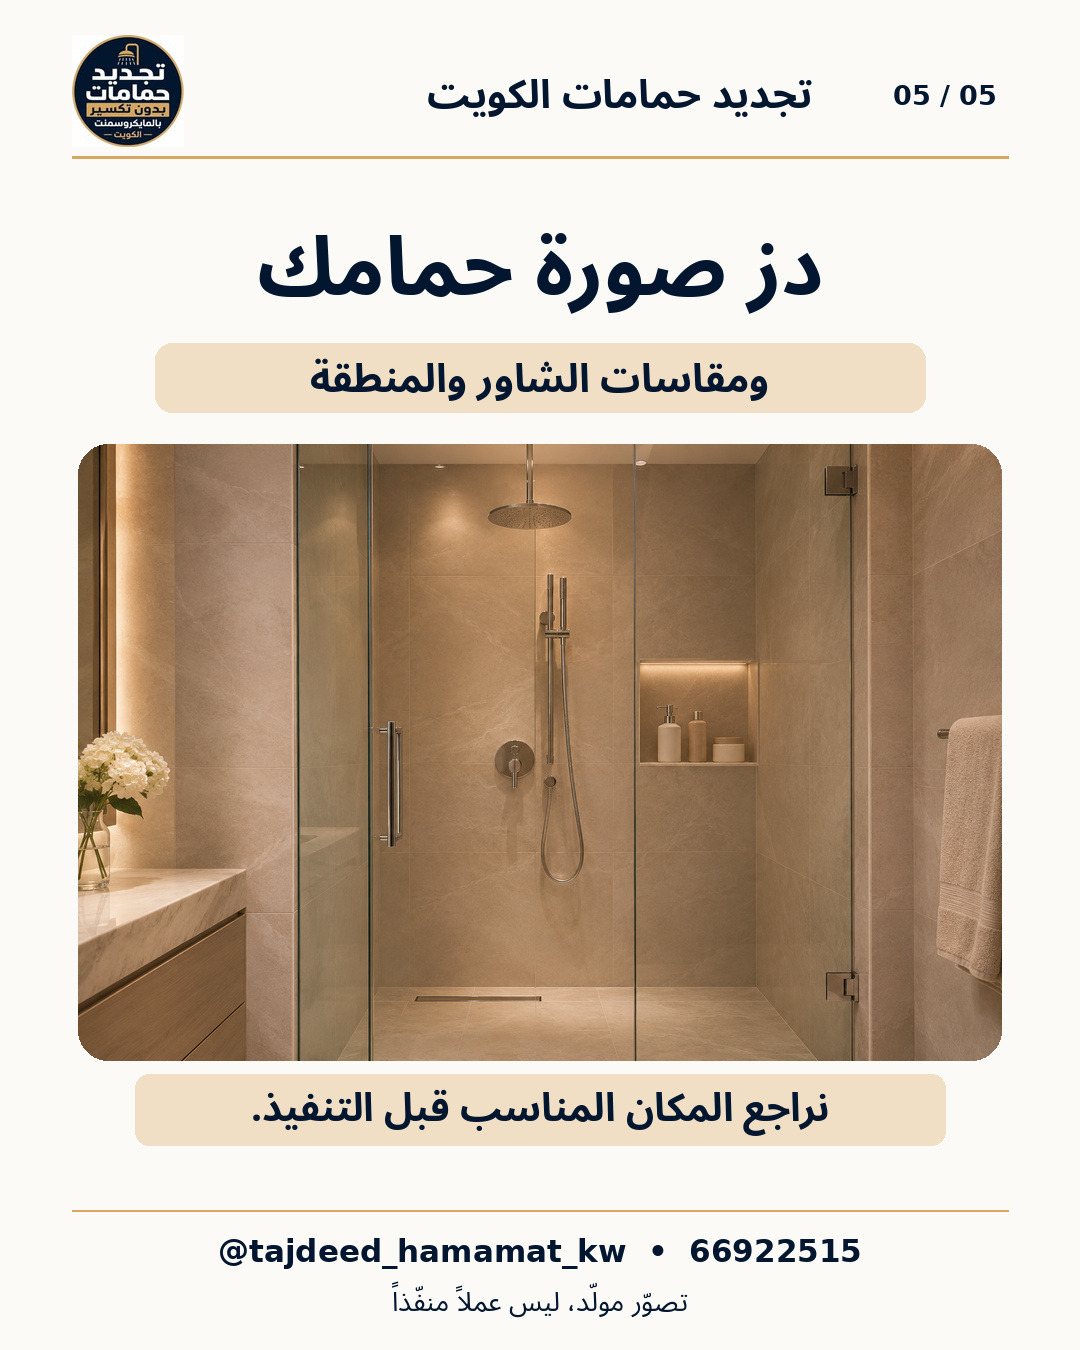 تجديد
حمامات
بدون تكسير
بالمايكروسمنت
— الكويت —
تجديد حمامات الكويت
05 / 05
دز صورة حمامك
ومقاسات الشاور والمنطقة
نراجع المكان المناسب قبل التنفيذ.
@tajdeed_hamamat_kw • 66922515
تصوّر مولّد، ليس عملاً منفّذاً